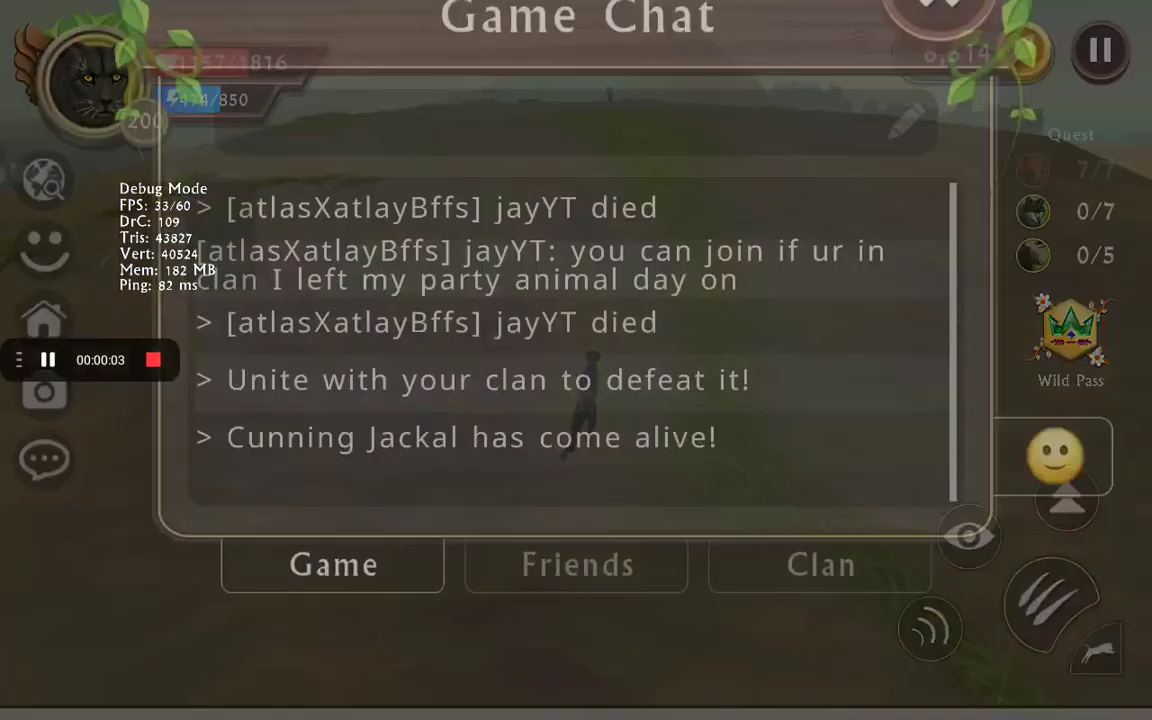 Game Chat
1157/1816
474/850
200
Quest
7/7
0/7
0/5
Wild Pass
Debug Mode
FPS: 33/60
DrC: 109
Tris: 43827
Vert: 40524
Mem: 182 MB
Ping: 82 ms
00:00:03
> [atlasXatlayBffs] jayYT died
[atlasXatlayBffs] jayYT: you can join if ur in
clan I left my party animal day on
> [atlasXatlayBffs] jayYT died
> Unite with your clan to defeat it!
> Cunning Jackal has come alive!
Game
Friends
Clan